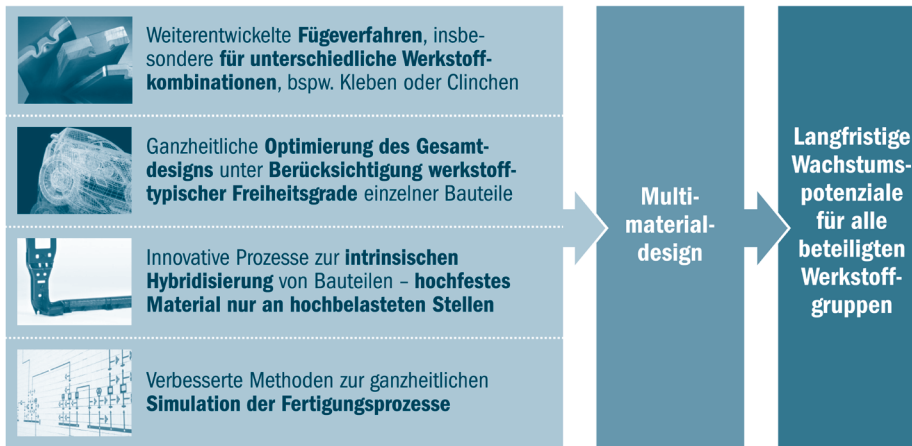 Weiterentwickelte Fügeverfahren, insbe-
sondere für unterschiedliche Werkstoff-
kombinationen, bspw. Kleben oder Clinchen
Ganzheitliche Optimierung des Gesamt-
designs unter Berücksichtigung werkstoff-
typischer Freiheitsgrade einzelner Bauteile
Innovative Prozesse zur intrinsischen
Hybridisierung von Bauteilen – hochfestes
Material nur an hochbelasteten Stellen
Verbesserte Methoden zur ganzheitlichen
Simulation der Fertigungsprozesse
Multi-
material-
design
Langfristige
Wachstums-
potenziale
für alle
beteiligten
Werkstoff-
gruppen